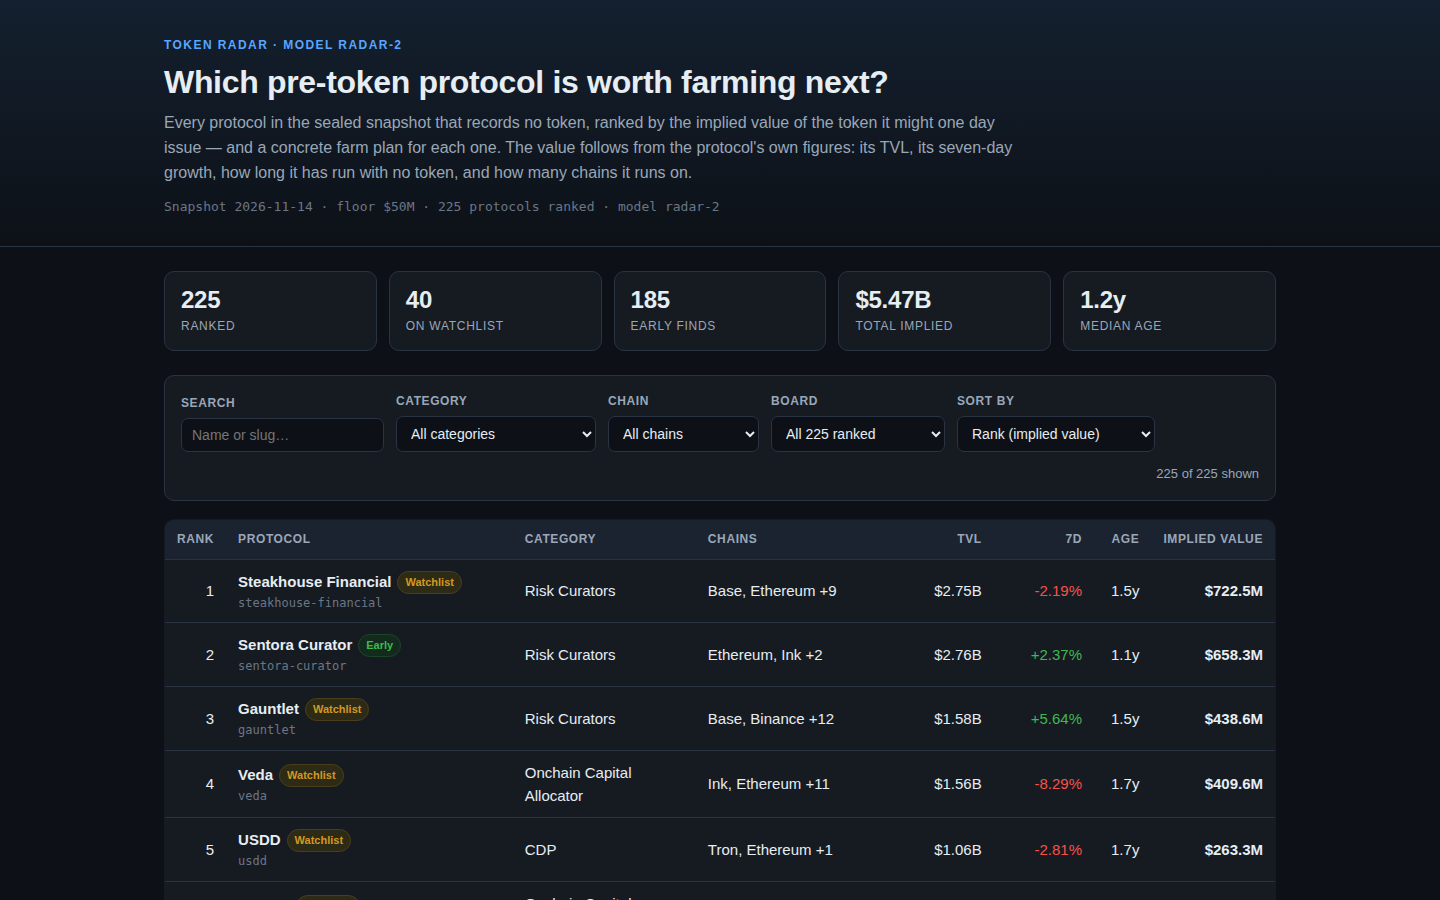 TOKEN RADAR · MODEL RADAR-2
Which pre-token protocol is worth farming next?
Every protocol in the sealed snapshot that records no token, ranked by the implied value of the token it might one day
issue — and a concrete farm plan for each one. The value follows from the protocol's own figures: its TVL, its seven-day
growth, how long it has run with no token, and how many chains it runs on.
Snapshot 2026-11-14 · floor $50M · 225 protocols ranked · model radar-2
225 40 185 $5.47B 1.2y
RANKED ON WATCHLIST EARLY FINDS TOTAL IMPLIED MEDIAN AGE
SEARCH CATEGORY CHAIN BOARD SORT BY
Name or slug… All categories All chains All 225 ranked Rank (implied value)
225 of 225 shown
RANK PROTOCOL CATEGORY CHAINS TVL 7D AGE IMPLIED VALUE
1 Steakhouse Financial Watchlist Risk Curators Base, Ethereum +9 $2.75B -2.19% 1.5y $722.5M
steakhouse-financial
2 Sentora Curator Early Risk Curators Ethereum, Ink +2 $2.76B +2.37% 1.1y $658.3M
sentora-curator
3 Gauntlet Watchlist Risk Curators Base, Binance +12 $1.58B +5.64% 1.5y $438.6M
gauntlet
4 Veda Watchlist Onchain Capital Allocator Ink, Ethereum +11 $1.56B -8.29% 1.7y $409.6M
veda
5 USDD Watchlist CDP Tron, Ethereum +1 $1.06B -2.81% 1.7y $263.3M
usdd